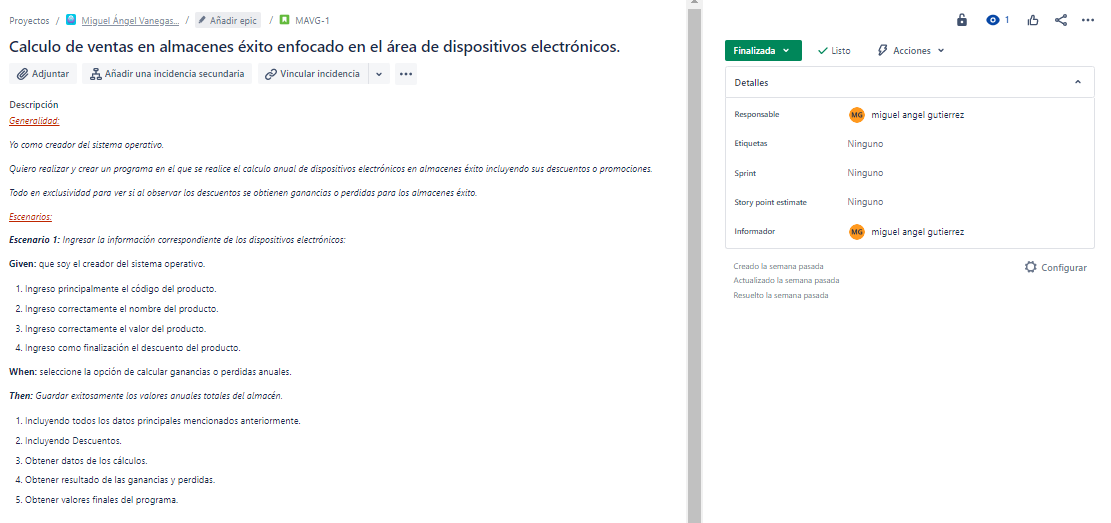 Proyectos / Miguel Ángel Vanegas... / Añadir epic / MAVG-1
1
Calculo de ventas en almacenes éxito enfocado en el área de dispositivos electrónicos.
Adjuntar Añadir una incidencia secundaria Vincular incidencia
Descripción
Generalidad:
Yo como creador del sistema operativo.
Quiero realizar y crear un programa en el que se realice el calculo anual de dispositivos electrónicos en almacenes éxito incluyendo sus descuentos o promociones.
Todo en exclusividad para ver si al observar los descuentos se obtienen ganancias o perdidas para los almacenes éxito.
Escenarios:
Escenario 1: Ingresar la información correspondiente de los dispositivos electrónicos:
Given: que soy el creador del sistema operativo.
1. Ingreso principalmente el código del producto.
2. Ingreso correctamente el nombre del producto.
3. Ingreso correctamente el valor del producto.
4. Ingreso como finalización el descuento del producto.
When: seleccione la opción de calcular ganancias o perdidas anuales.
Then: Guardar exitosamente los valores anuales totales del almacén.
1. Incluyendo todos los datos principales mencionados anteriormente.
2. Incluyendo Descuentos.
3. Obtener datos de los cálculos.
4. Obtener resultado de las ganancias y perdidas.
5. Obtener valores finales del programa.
Finalizada Listo Acciones
Detalles
Responsable MG miguel angel gutierrez
Etiquetas Ninguno
Sprint Ninguno
Story point estimate Ninguno
Informador MG miguel angel gutierrez
Creado la semana pasada Configurar
Actualizado la semana pasada
Resuelto la semana pasada